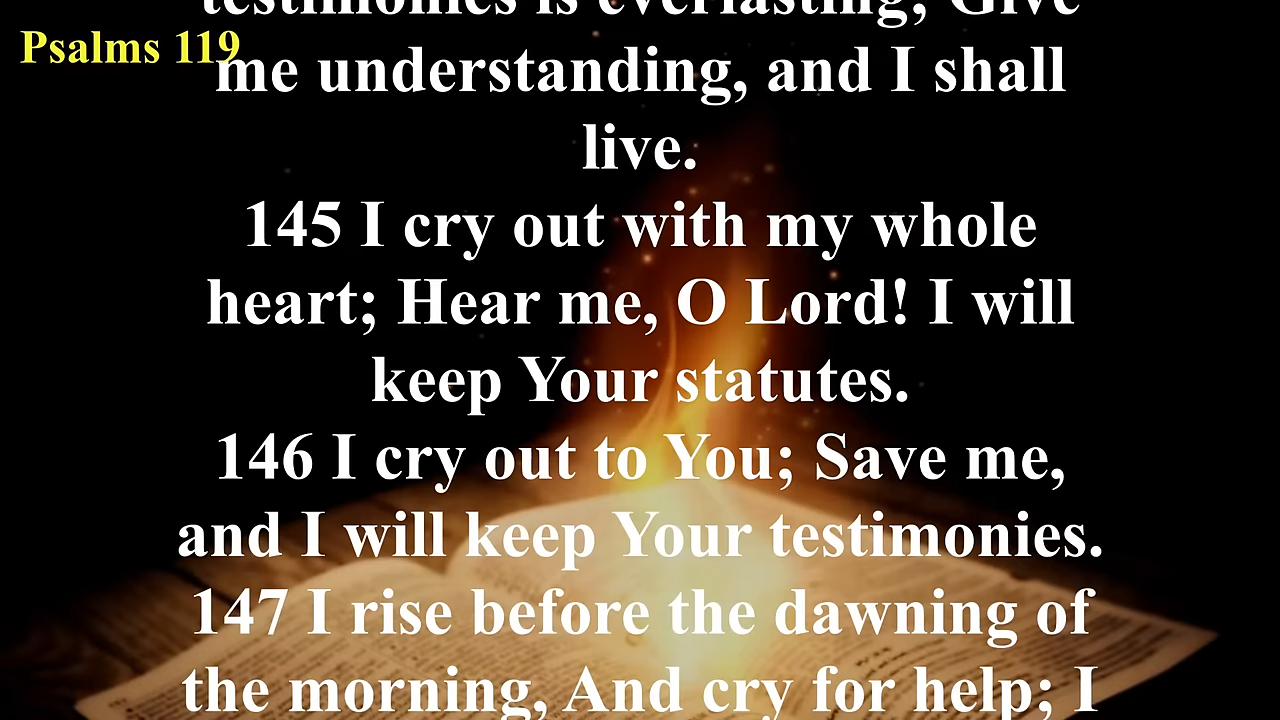 testimonies is everlasting; Give
Psalms 119
me understanding, and I shall
live.
145 I cry out with my whole
heart; Hear me, O Lord! I will
keep Your statutes.
146 I cry out to You; Save me,
and I will keep Your testimonies.
147 I rise before the dawning of
the morning, And cry for help; I